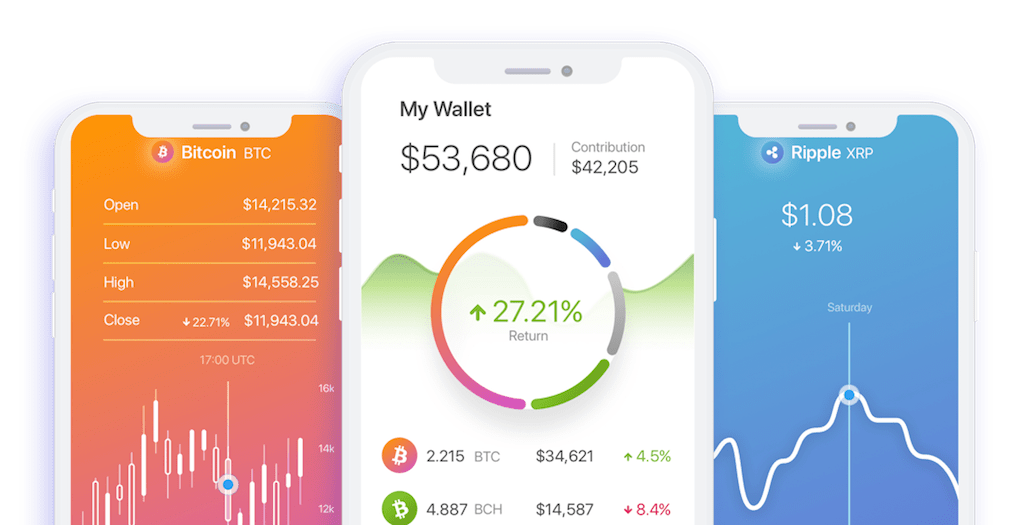 Bitcoin BTC
Open $14,215.32
Low $11,943.04
High $14,558.25
Close 22.71% $11,943.04
17:00 UTC
16k
14k
12k
My Wallet
$53,680
Contribution
$42,205
27.21%
Return
2.215 BTC $34,621 4.5%
4.887 BCH $14,587 8.4%
Ripple XRP
$1.08
3.71%
Saturday